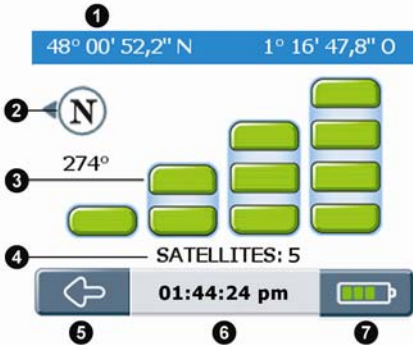 1
48° 00' 52,2" N 1° 16' 47,8" O
2 N
274°
3
4 SATELLITES: 5
01:44:24 pm
5 6 7